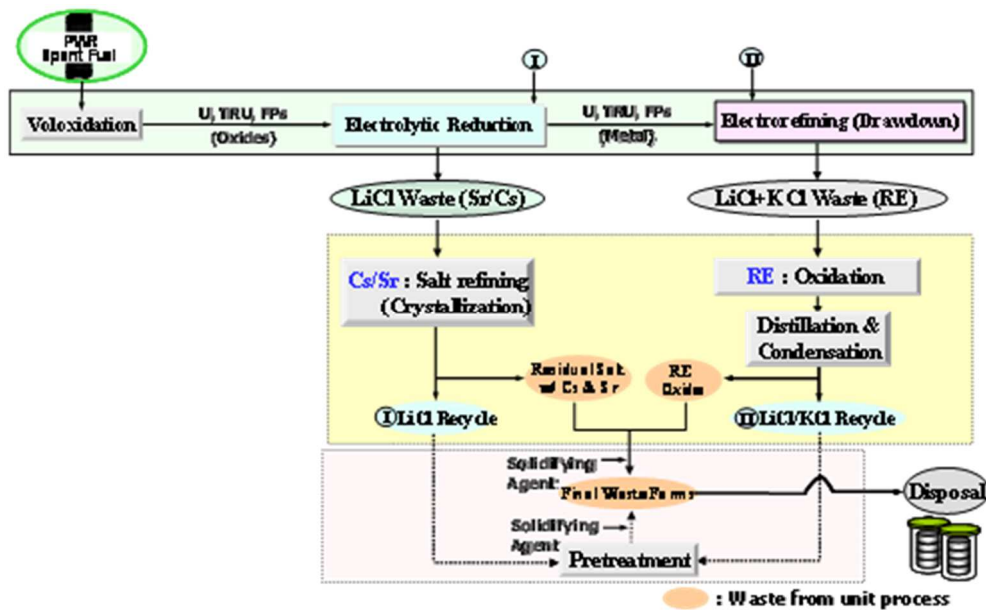 PWR
Spent Fuel
I
II
Voloxidation
U, TRU, FPs
(Oxides)
Electrolytic Reduction
U, TRU, FPs
(Metal)
Electrorefining (Drawdown)
LiCl Waste (Sr/Cs)
LiCl+KCl Waste (RE)
Cs/Sr : Salt refining
(Crystallization)
RE : Oxidation
Distillation &
Condensation
Residual Salt
w/ Cs & Sr
RE
Oxides
I LiCl Recycle
II LiCl/KCl Recycle
Solidifying
Agent
Final Waste Forms
Disposal
Solidifying
Agent
Pretreatment
: Waste from unit process